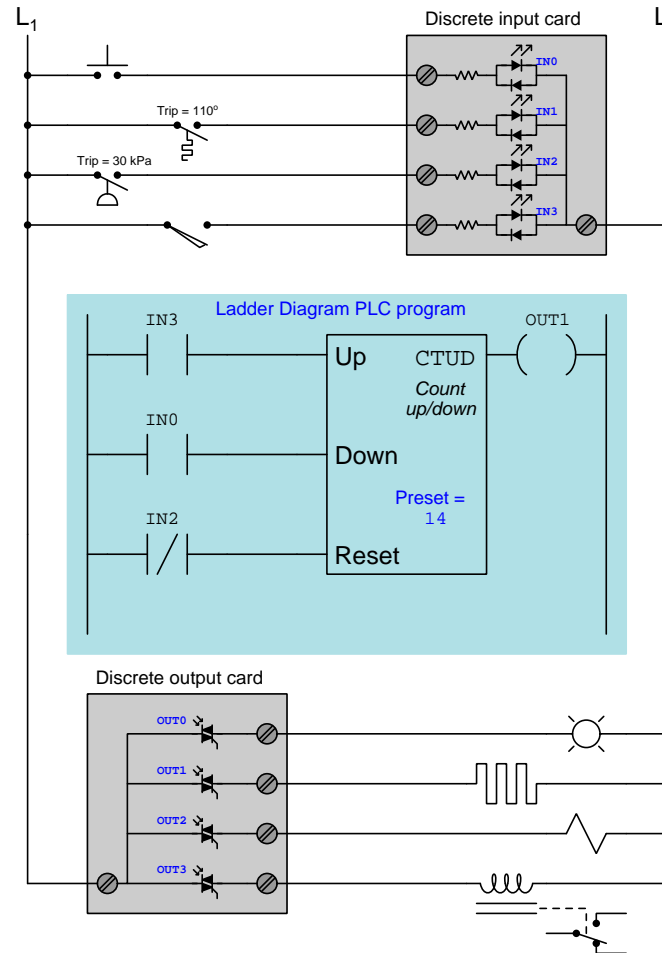 L1
Discrete input card
L
IN0
Trip = 110o
IN1
Trip = 30 kPa
IN2
IN3
Ladder Diagram PLC program
IN3
OUT1
Up
CTUD
Count
up/down
IN0
Down
Preset =
14
IN2
Reset
Discrete output card
OUT0
OUT1
OUT2
OUT3